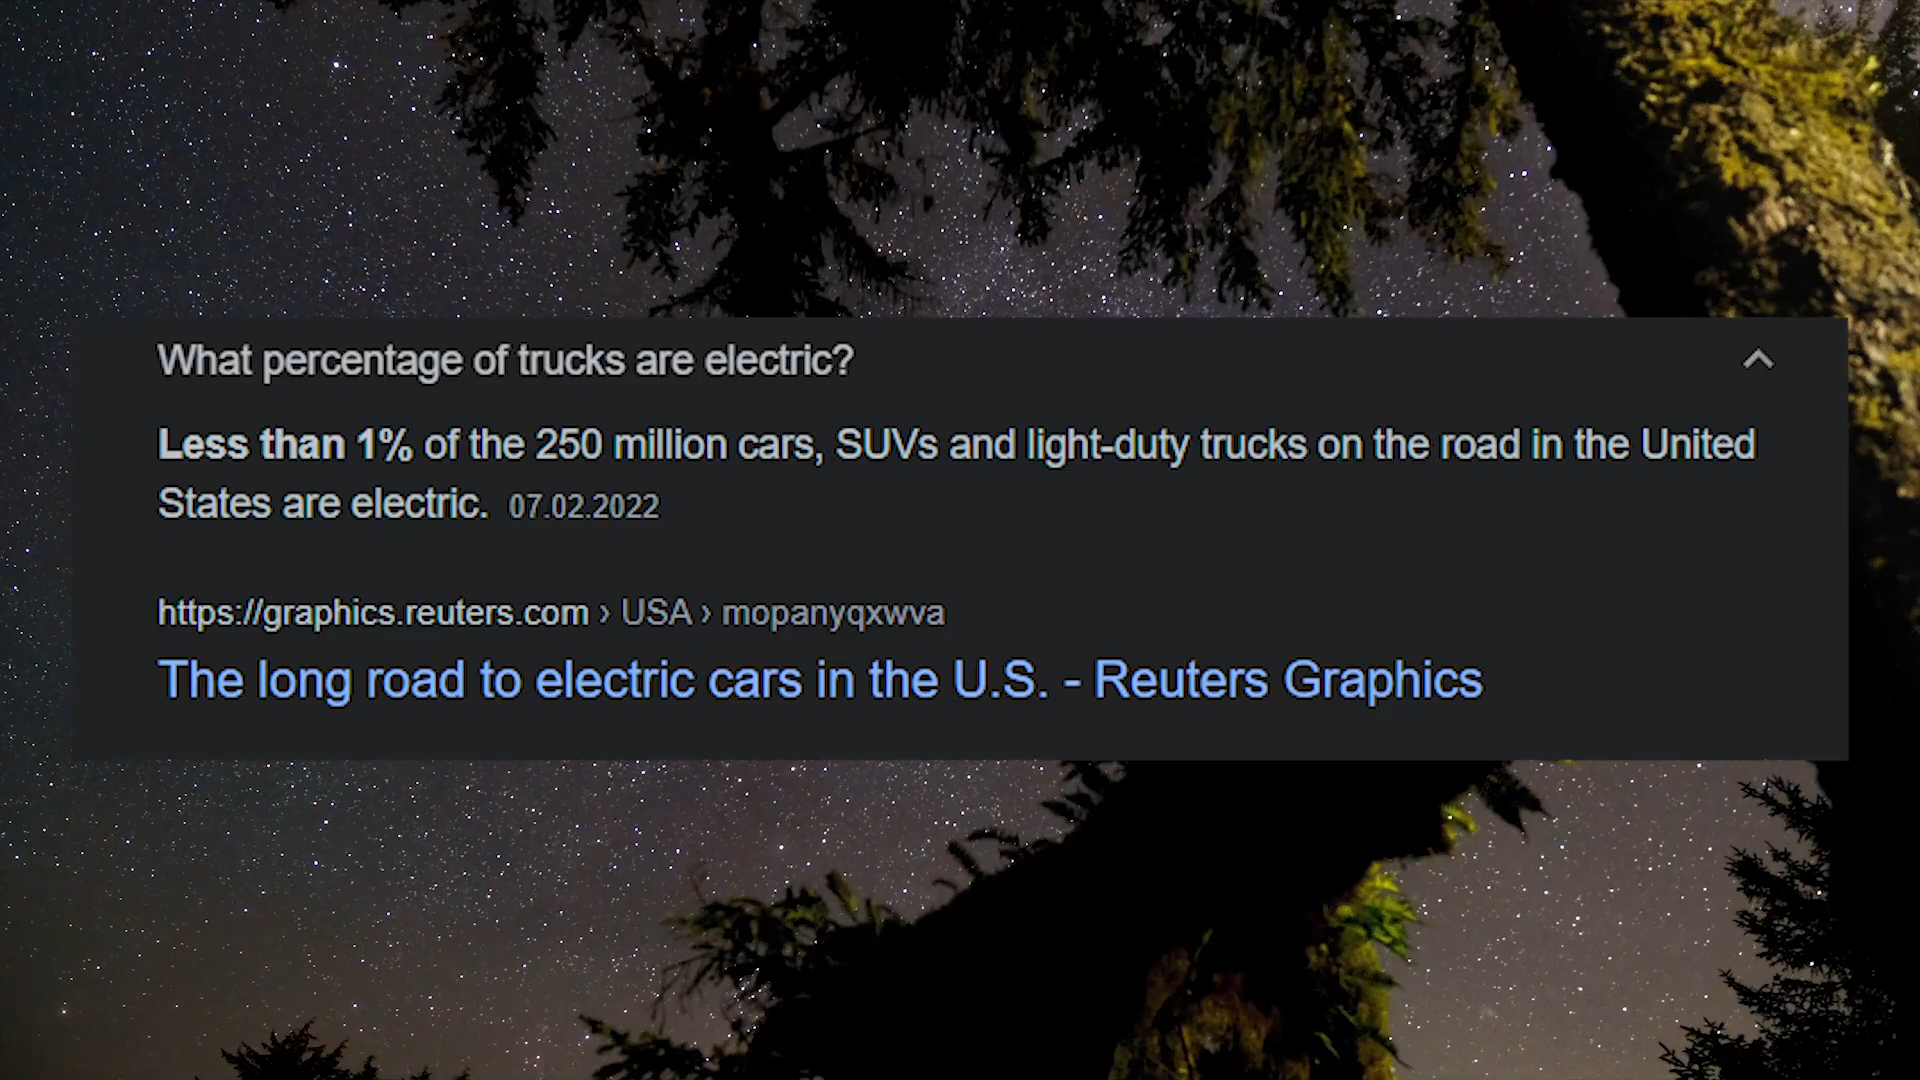 What percentage of trucks are electric?
Less than 1% of the 250 million cars, SUVs and light-duty trucks on the road in the United
States are electric. 07.02.2022
https://graphics.reuters.com › USA › mopanyqxwva
The long road to electric cars in the U.S. - Reuters Graphics